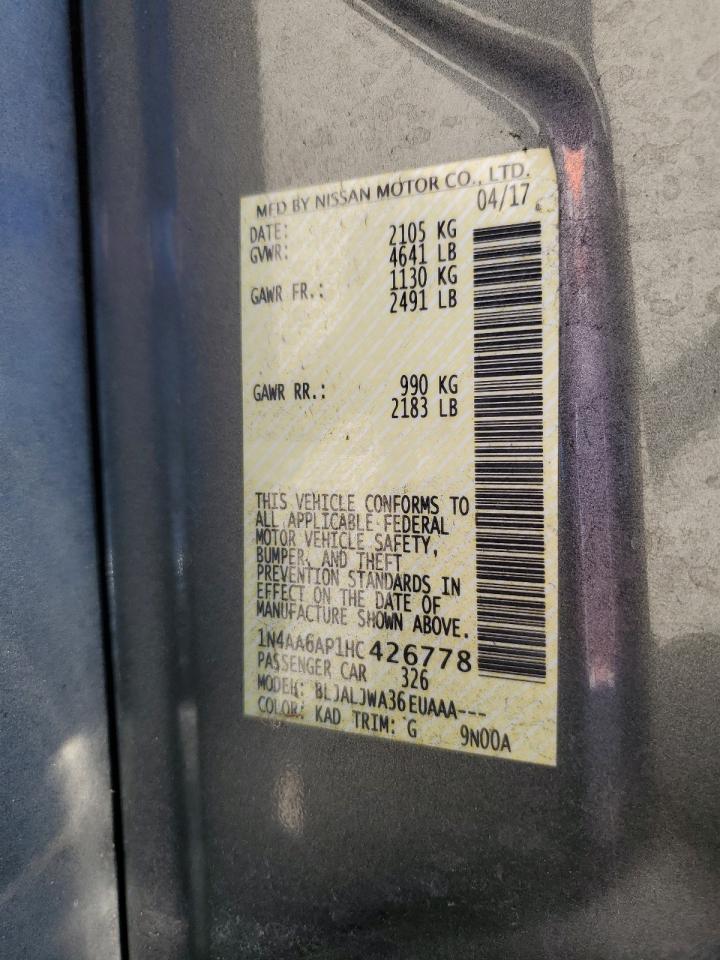 MFD BY NISSAN MOTOR CO., LTD.
DATE: 04/17
GVWR: 2105 KG
4641 LB
GAWR FR.: 1130 KG
2491 LB
GAWR RR.: 990 KG
2183 LB
THIS VEHICLE CONFORMS TO
ALL APPLICABLE FEDERAL
MOTOR VEHICLE SAFETY,
BUMPER, AND THEFT
PREVENTION STANDARDS IN
EFFECT ON THE DATE OF
MANUFACTURE SHOWN ABOVE.
1N4AA6AP1HC426778
PASSENGER CAR 326
MODEL: BLJALJWA36EUAAA---
COLOR: KAD TRIM: G 9N00A